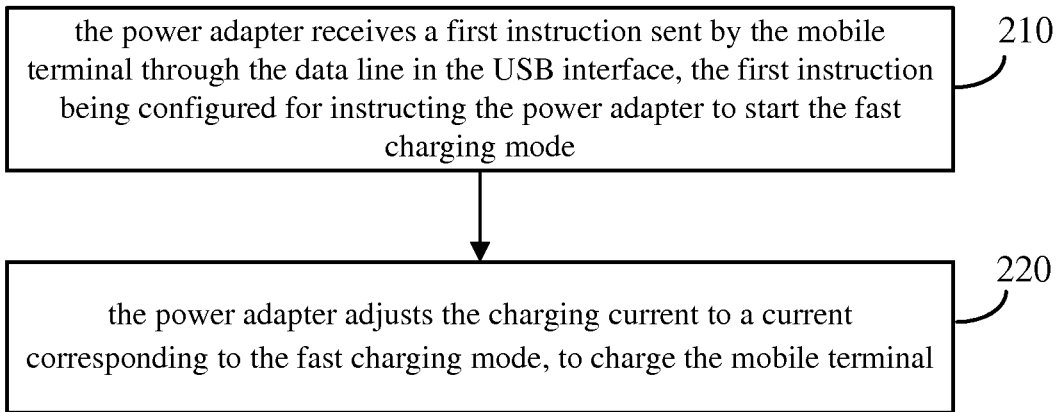 the power adapter receives a first instruction sent by the mobile
terminal through the data line in the USB interface, the first instruction
being configured for instructing the power adapter to start the fast
charging mode
210
the power adapter adjusts the charging current to a current
corresponding to the fast charging mode, to charge the mobile terminal
220